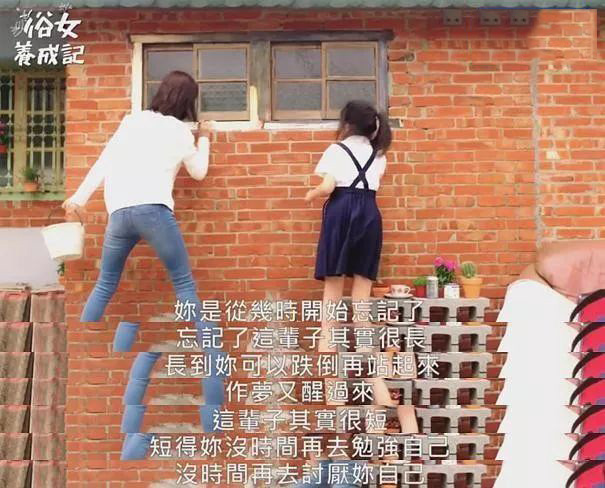 俗女
養成記
妳是從幾時開始忘記了
忘記了這輩子其實很長
長到妳可以跌倒再站起來
作夢又醒過來
這輩子其實很短
短得妳沒時間再去勉強自己
沒時間再去討厭妳自己